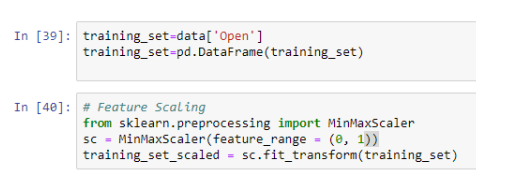 In [39]: training_set=data['Open']
training_set=pd.DataFrame(training_set)
In [40]: # Feature Scaling
from sklearn.preprocessing import MinMaxScaler
sc = MinMaxScaler(feature_range = (0, 1))
training_set_scaled = sc.fit_transform(training_set)